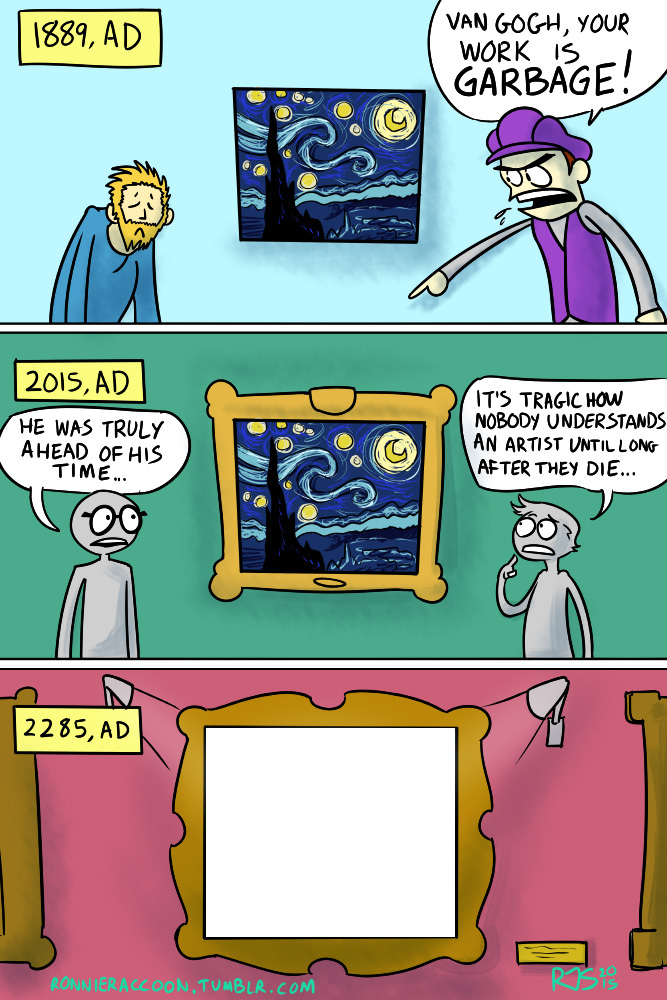 1889, AD
VAN GOGH, YOUR
WORK IS
GARBAGE!
2015, AD
HE WAS TRULY
AHEAD OF HIS
TIME...
IT'S TRAGIC HOW
NOBODY UNDERSTANDS
AN ARTIST UNTIL LONG
AFTER THEY DIE...
2285, AD
RONNIERACCOON.TUMBLR.COM
RJS 2015